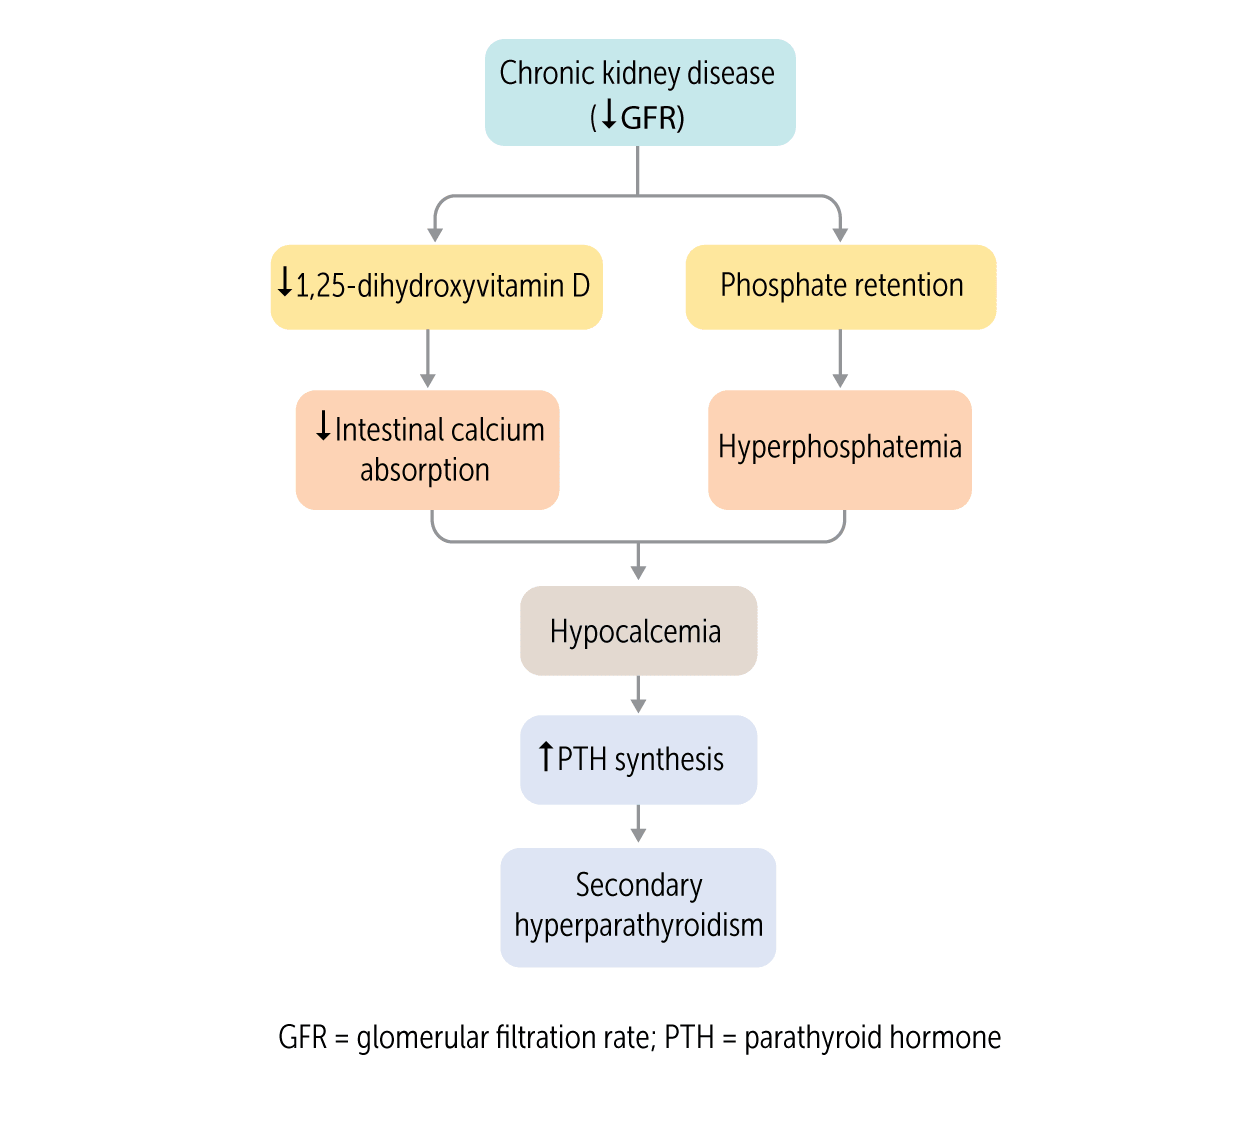 Chronic kidney disease
(↓GFR)
↓1,25-dihydroxyvitamin D
Phosphate retention
↓Intestinal calcium
absorption
Hyperphosphatemia
Hypocalcemia
↑PTH synthesis
Secondary
hyperparathyroidism
GFR = glomerular filtration rate; PTH = parathyroid hormone